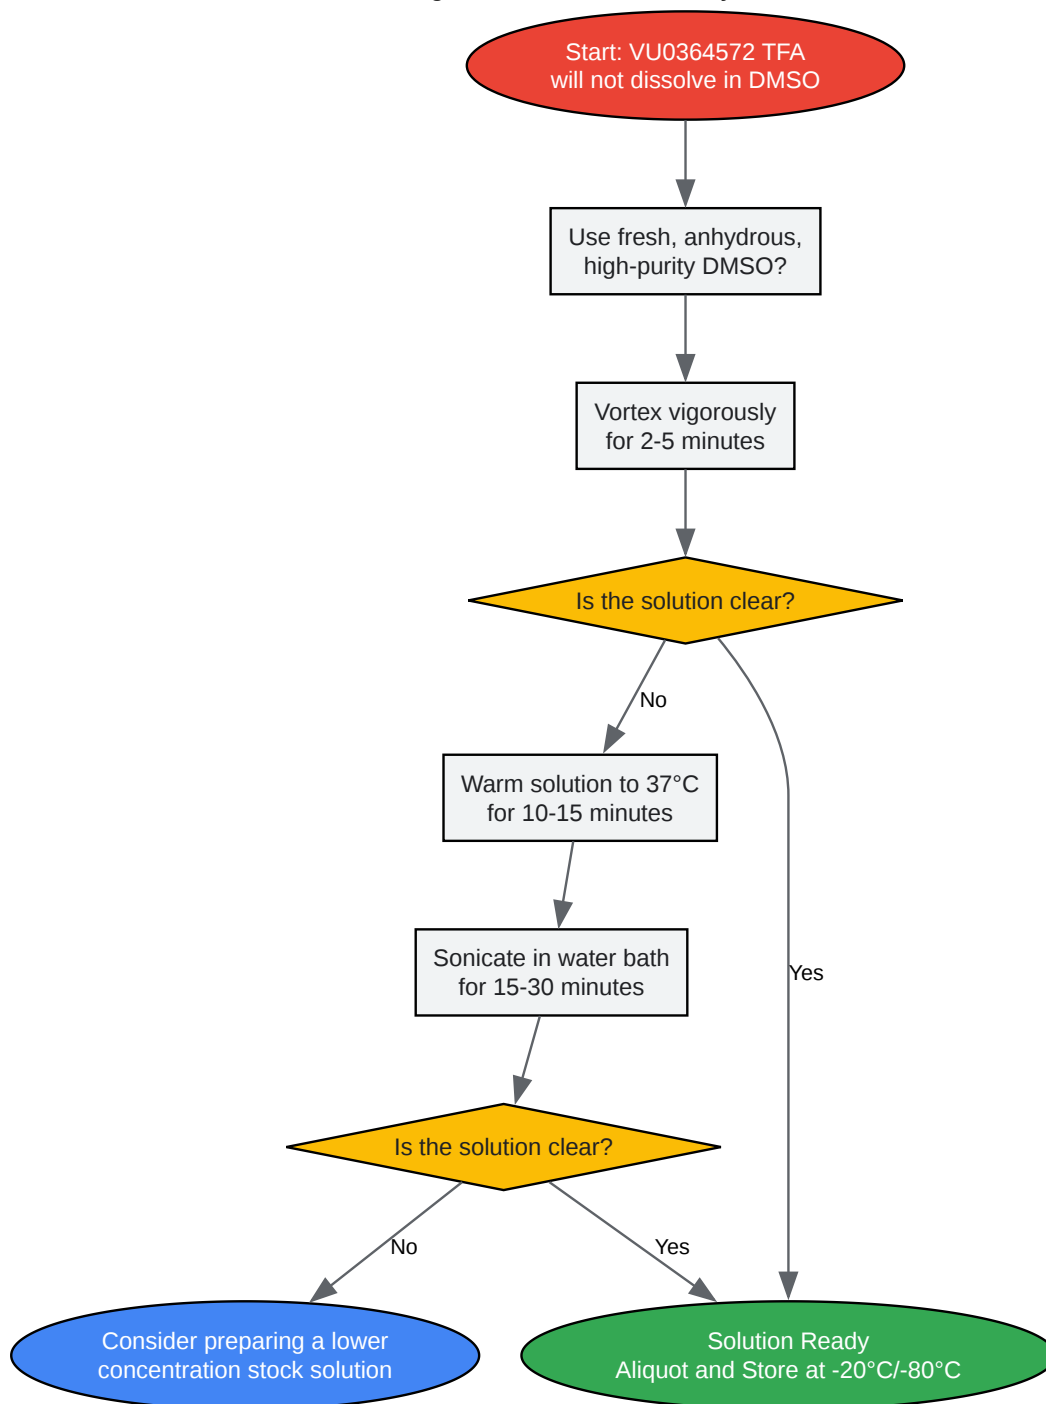 Start: VU0364572 TFA
will not dissolve in DMSO
Use fresh, anhydrous,
high-purity DMSO?
Vortex vigorously
for 2-5 minutes
Is the solution clear?
No
Warm solution to 37°C
for 10-15 minutes
Sonicate in water bath
for 15-30 minutes
Yes
Is the solution clear?
No
Yes
Consider preparing a lower
concentration stock solution
Solution Ready
Aliquot and Store at -20°C/-80°C